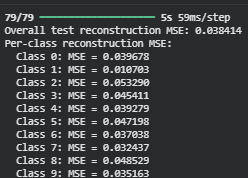 79/79 ━━━━━━━━━━━━━━━━━━━━ 5s 59ms/step
Overall test reconstruction MSE: 0.038414
Per-class reconstruction MSE:
  Class 0: MSE = 0.039678
  Class 1: MSE = 0.010703
  Class 2: MSE = 0.053290
  Class 3: MSE = 0.045411
  Class 4: MSE = 0.039279
  Class 5: MSE = 0.047198
  Class 6: MSE = 0.037038
  Class 7: MSE = 0.032437
  Class 8: MSE = 0.048529
  Class 9: MSE = 0.035163